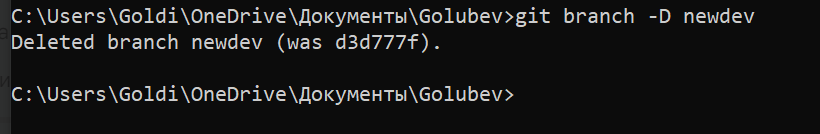 C:\Users\Goldi\OneDrive\Документы\Golubev>git branch -D newdev
Deleted branch newdev (was d3d777f).
C:\Users\Goldi\OneDrive\Документы\Golubev>